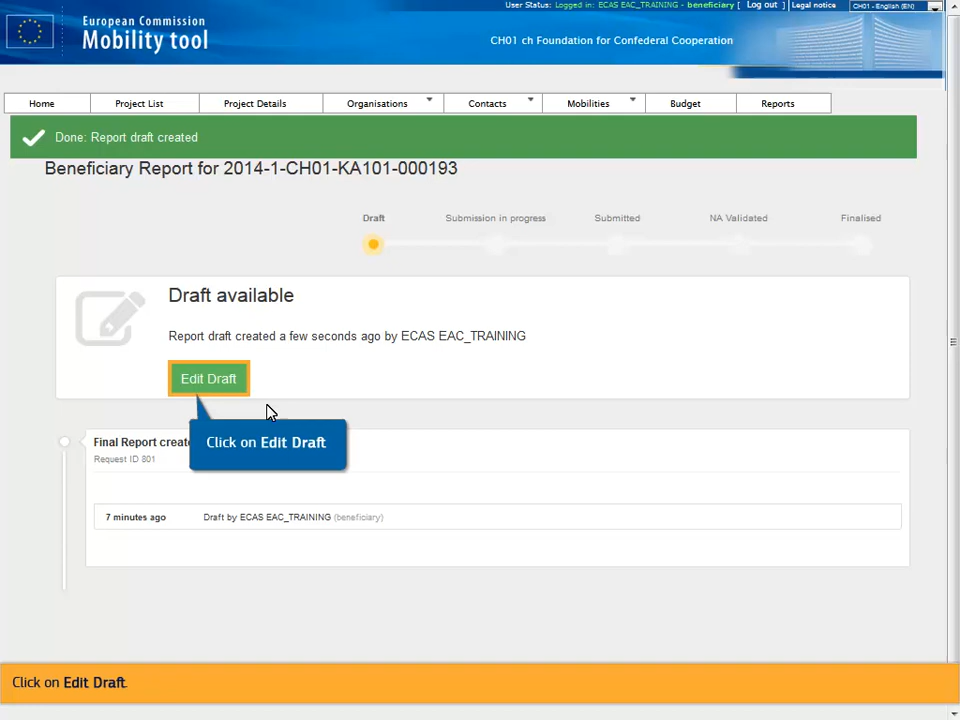 European Commission
Mobility tool
User Status: Logged in: ECAS EAC_TRAINING - beneficiary [ Log out ] Legal notice CH01 - English (EN)
CH01 ch Foundation for Confederal Cooperation
Home Project List Project Details Organisations Contacts Mobilities Budget Reports
Done: Report draft created
Beneficiary Report for 2014-1-CH01-KA101-000193
Draft Submission in progress Submitted NA Validated Finalised
Draft available
Report draft created a few seconds ago by ECAS EAC_TRAINING
Edit Draft
Click on Edit Draft
Final Report create
Request ID 801
7 minutes ago Draft by ECAS EAC_TRAINING (beneficiary)
Click on Edit Draft.